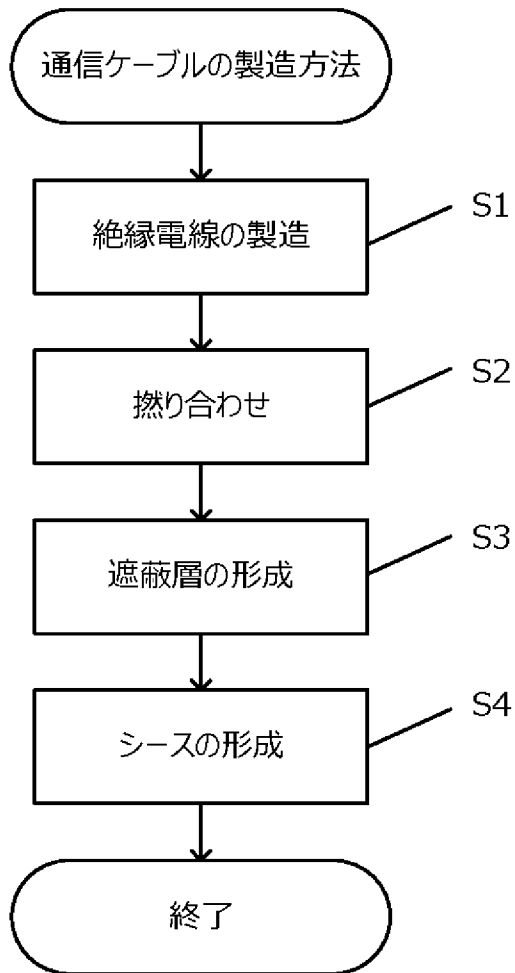 通信ケーブルの製造方法
絶縁電線の製造
S1
撚り合わせ
S2
遮蔽層の形成
S3
シースの形成
S4
終了